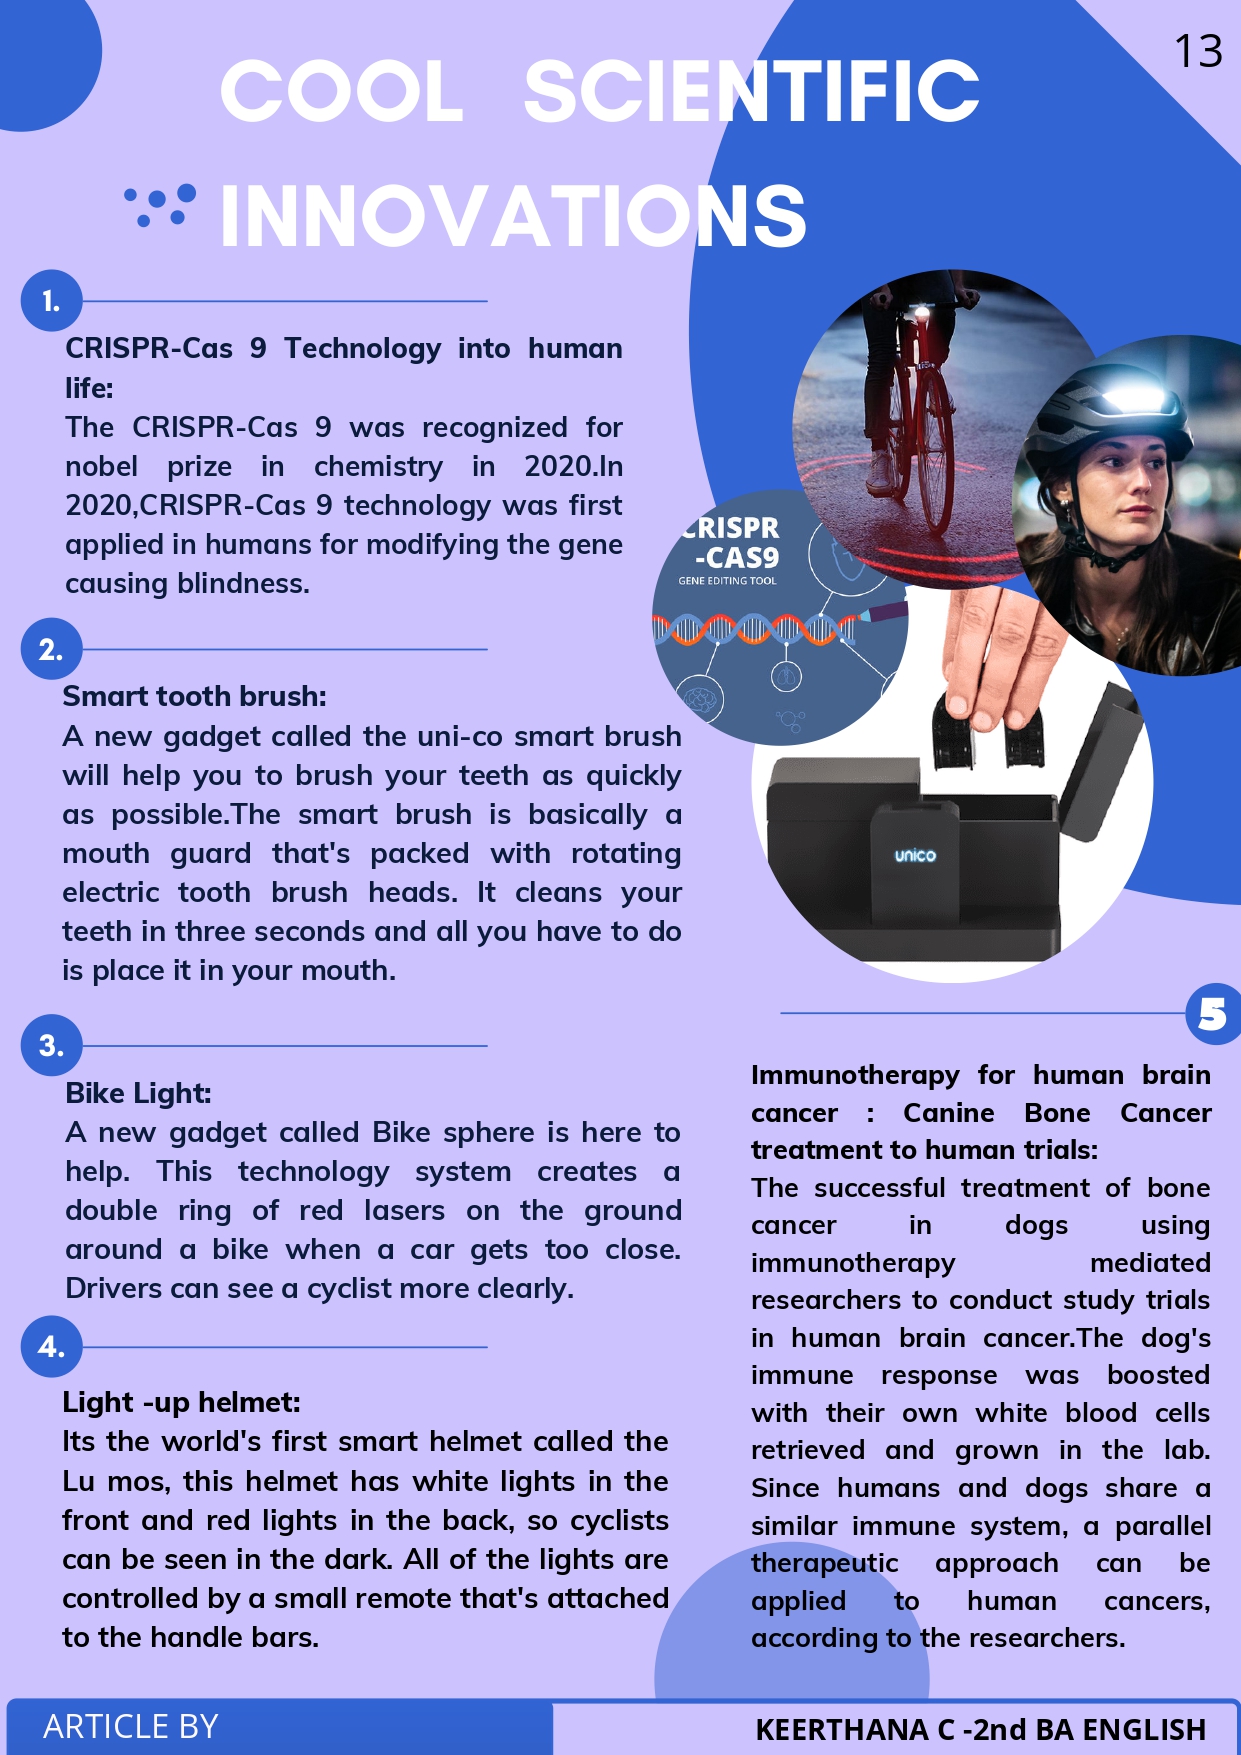 13
COOL SCIENTIFIC
INNOVATIONS
1.
CRISPR-Cas 9 Technology into human
life:
The CRISPR-Cas 9 was recognized for
nobel prize in chemistry in 2020.In
2020,CRISPR-Cas 9 technology was first
applied in humans for modifying the gene
causing blindness.
2.
Smart tooth brush:
A new gadget called the uni-co smart brush
will help you to brush your teeth as quickly
as possible.The smart brush is basically a
mouth guard that's packed with rotating
electric tooth brush heads. It cleans your
teeth in three seconds and all you have to do
is place it in your mouth.
3.
Bike Light:
A new gadget called Bike sphere is here to
help. This technology system creates a
double ring of red lasers on the ground
around a bike when a car gets too close.
Drivers can see a cyclist more clearly.
4.
Light -up helmet:
Its the world's first smart helmet called the
Lu mos, this helmet has white lights in the
front and red lights in the back, so cyclists
can be seen in the dark. All of the lights are
controlled by a small remote that's attached
to the handle bars.
CRISPR
-CAS9
GENE EDITING TOOL
unico
5
Immunotherapy for human brain
cancer : Canine Bone Cancer
treatment to human trials:
The successful treatment of bone
cancer in dogs using
immunotherapy mediated
researchers to conduct study trials
in human brain cancer.The dog's
immune response was boosted
with their own white blood cells
retrieved and grown in the lab.
Since humans and dogs share a
similar immune system, a parallel
therapeutic approach can be
applied to human cancers,
according to the researchers.
ARTICLE BY
KEERTHANA C -2nd BA ENGLISH